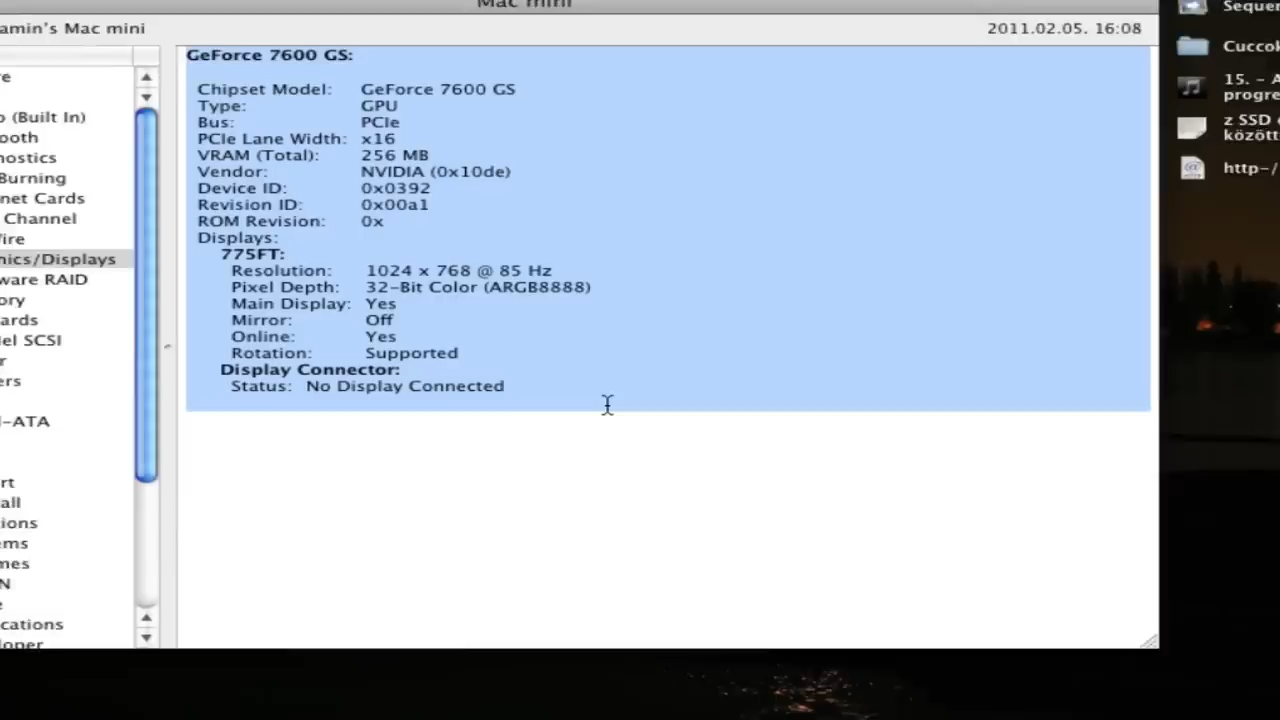 Mac mini
amin's Mac mini
2011.02.05. 16:08
re
o (Built In)
ooth
nostics
Burning
net Cards
Channel
ire
hics/Displays
ware RAID
ory
ards
lel SCSI
r
ers
l-ATA
rt
all
ions
ems
mes
N
e
cations
loper
GeForce 7600 GS:
Chipset Model: GeForce 7600 GS
Type: GPU
Bus: PCIe
PCIe Lane Width: x16
VRAM (Total): 256 MB
Vendor: NVIDIA (0x10de)
Device ID: 0x0392
Revision ID: 0x00a1
ROM Revision: 0x
Displays:
775FT:
Resolution: 1024 x 768 @ 85 Hz
Pixel Depth: 32-Bit Color (ARGB8888)
Main Display: Yes
Mirror: Off
Online: Yes
Rotation: Supported
Display Connector:
Status: No Display Connected
Seque
Cucco
15. - A
progre
z SSD
között
http-/